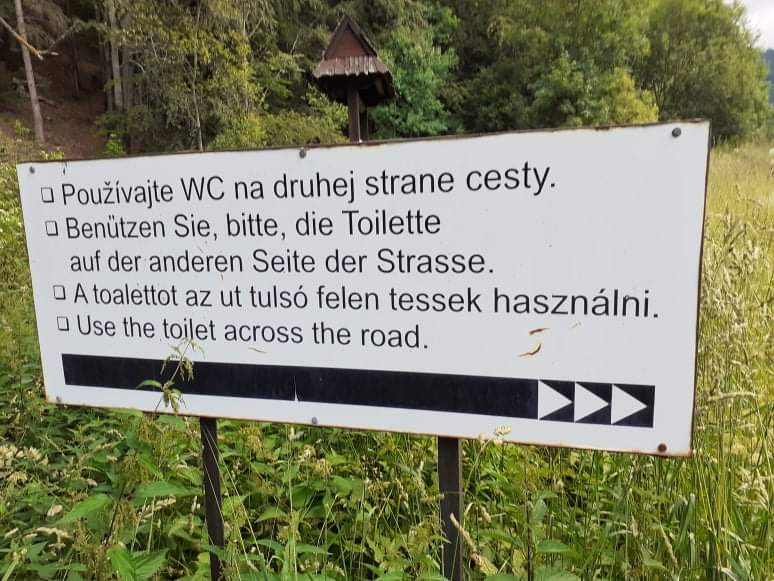 Používajte WC na druhej strane cesty.
Benützen Sie, bitte, die Toilette
auf der anderen Seite der Strasse.
A toalettot az ut tulsó felen tessek használni.
Use the toilet across the road.